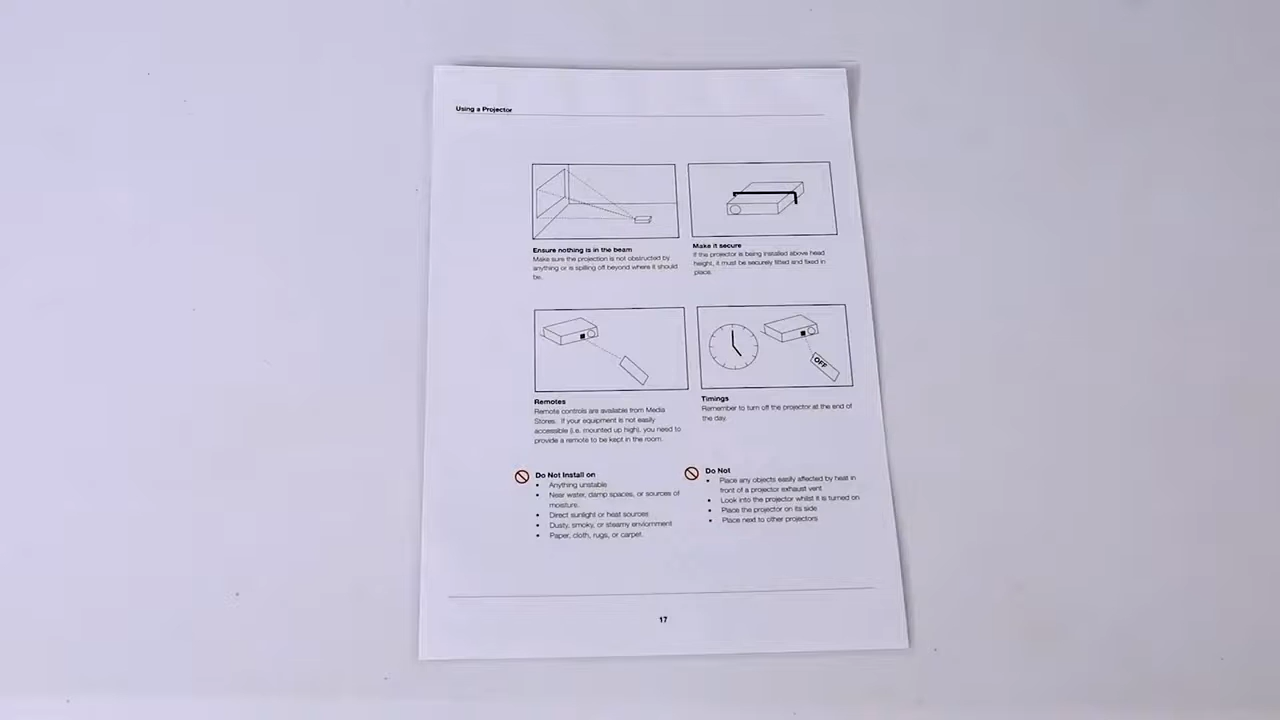 Using a Projector
Ensure nothing is in the beam
Make sure the projection is not obstructed by
anything or is spilling off beyond where it should
be.
Make it secure
If the projector is being installed above head
height, it must be securely fitted and fixed in
place.
Remotes
Remote controls are available from Media
Stores. If your equipment is not easily
accessible (i.e. mounted up high), you need to
provide a remote to be kept in the room.
OFF
Timings
Remember to turn off the projector at the end of
the day.
Do Not Install on
• Anything unstable
• Near water, damp spaces, or sources of
moisture.
• Direct sunlight or heat sources
• Dusty, smoky, or steamy enviornment
• Paper, cloth, rugs, or carpet.
Do Not
• Place any objects easily affected by heat in
front of a projector exhaust vent
• Look into the projector whilst it is turned on
• Place the projector on its side
• Place next to other projectors
17